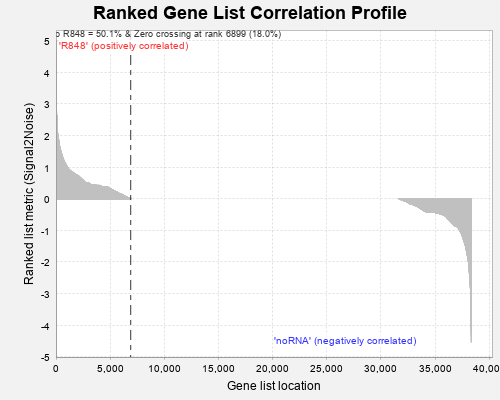 Ranked Gene List Correlation Profile
o R848 = 50.1% & Zero crossing at rank 6899 (18.0%)
'R848' (positively correlated)
5
4
3
2
1
0
-1
-2
-3
-4
-5
Ranked list metric (Signal2Noise)
'noRNA' (negatively correlated)
0 5,000 10,000 15,000 20,000 25,000 30,000 35,000 40,00
Gene list location